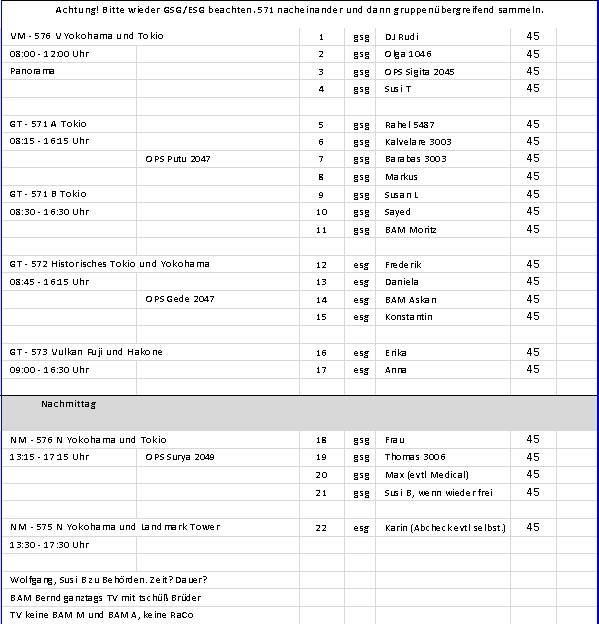 Achtung! Bitte wieder GSG/ESG beachten. 571 nacheinander und dann gruppenübergreifend sammeln.
VM - 576 V Yokohama und Tokio 1 gsg DJ Rudi 45
08:00 - 12:00 Uhr 2 gsg Olga 1046 45
Panorama 3 gsg OPS Sigita 2045 45
4 gsg Susi T 45
GT - 571 A Tokio 5 gsg Rahel 5487 45
08:15 - 16:15 Uhr 6 gsg Kalvelare 3003 45
OPS Putu 2047 7 gsg Barabas 3003 45
8 gsg Markus 45
GT - 571 B Tokio 9 gsg Susan L 45
08:30 - 16:30 Uhr 10 gsg Sayed 45
11 gsg BAM Moritz 45
GT - 572 Historisches Tokio und Yokohama 12 esg Frederik 45
08:45 - 16:15 Uhr 13 esg Daniela 45
OPS Gede 2047 14 esg BAM Askan 45
15 esg Konstantin 45
GT - 573 Vulkan Fuji und Hakone 16 esg Erika 45
09:00 - 16:30 Uhr 17 esg Anna 45
Nachmittag
NM - 576 N Yokohama und Tokio 18 gsg Frau 45
13:15 - 17:15 Uhr OPS Surya 2049 19 gsg Thomas 3006 45
20 gsg Max (evtl Medical) 45
21 gsg Susi B, wenn wieder frei 45
NM - 575 N Yokohama und Landmark Tower 22 esg Karin (Abcheck evtl selbst.) 45
13:30 - 17:30 Uhr
Wolfgang, Susi B zu Behörden. Zeit? Dauer?
BAM Bernd ganztags TV mit tschüß Brüder
TV keine BAM M und BAM A, keine RaCo